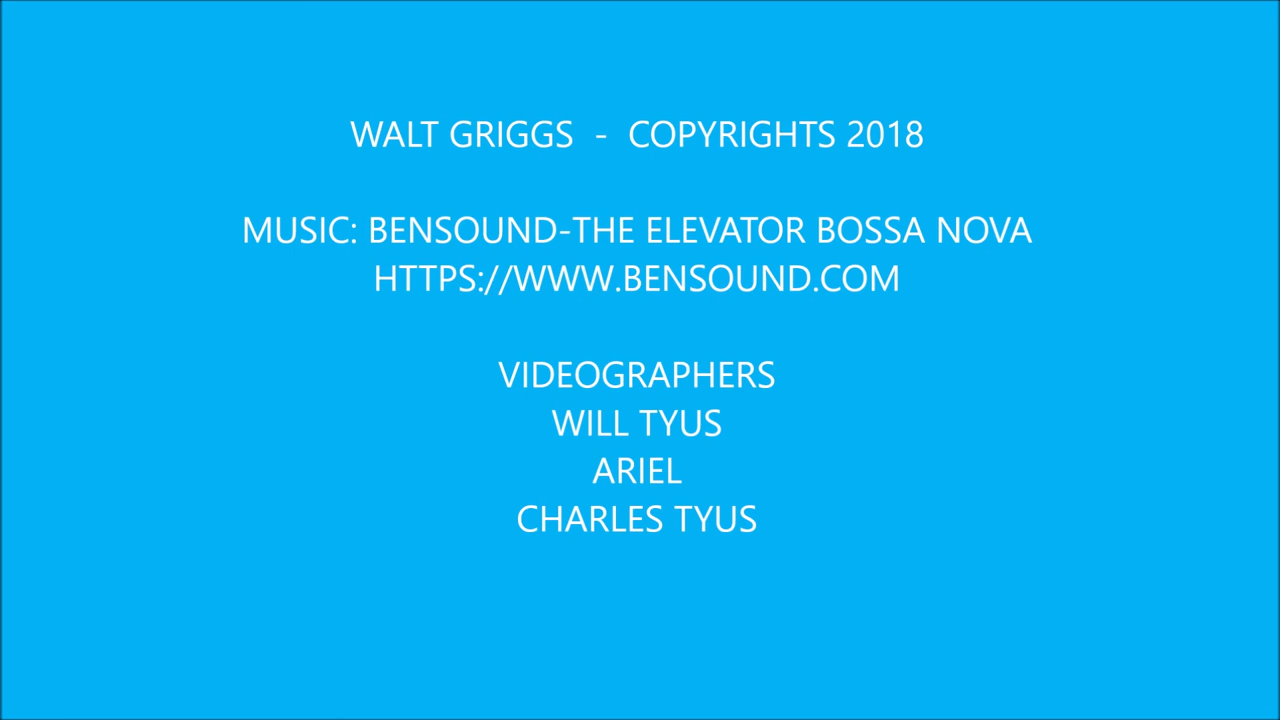 WALT GRIGGS  -  COPYRIGHTS 2018
MUSIC: BENSOUND-THE ELEVATOR BOSSA NOVA
HTTPS://WWW.BENSOUND.COM
VIDEOGRAPHERS
WILL TYUS
ARIEL
CHARLES TYUS